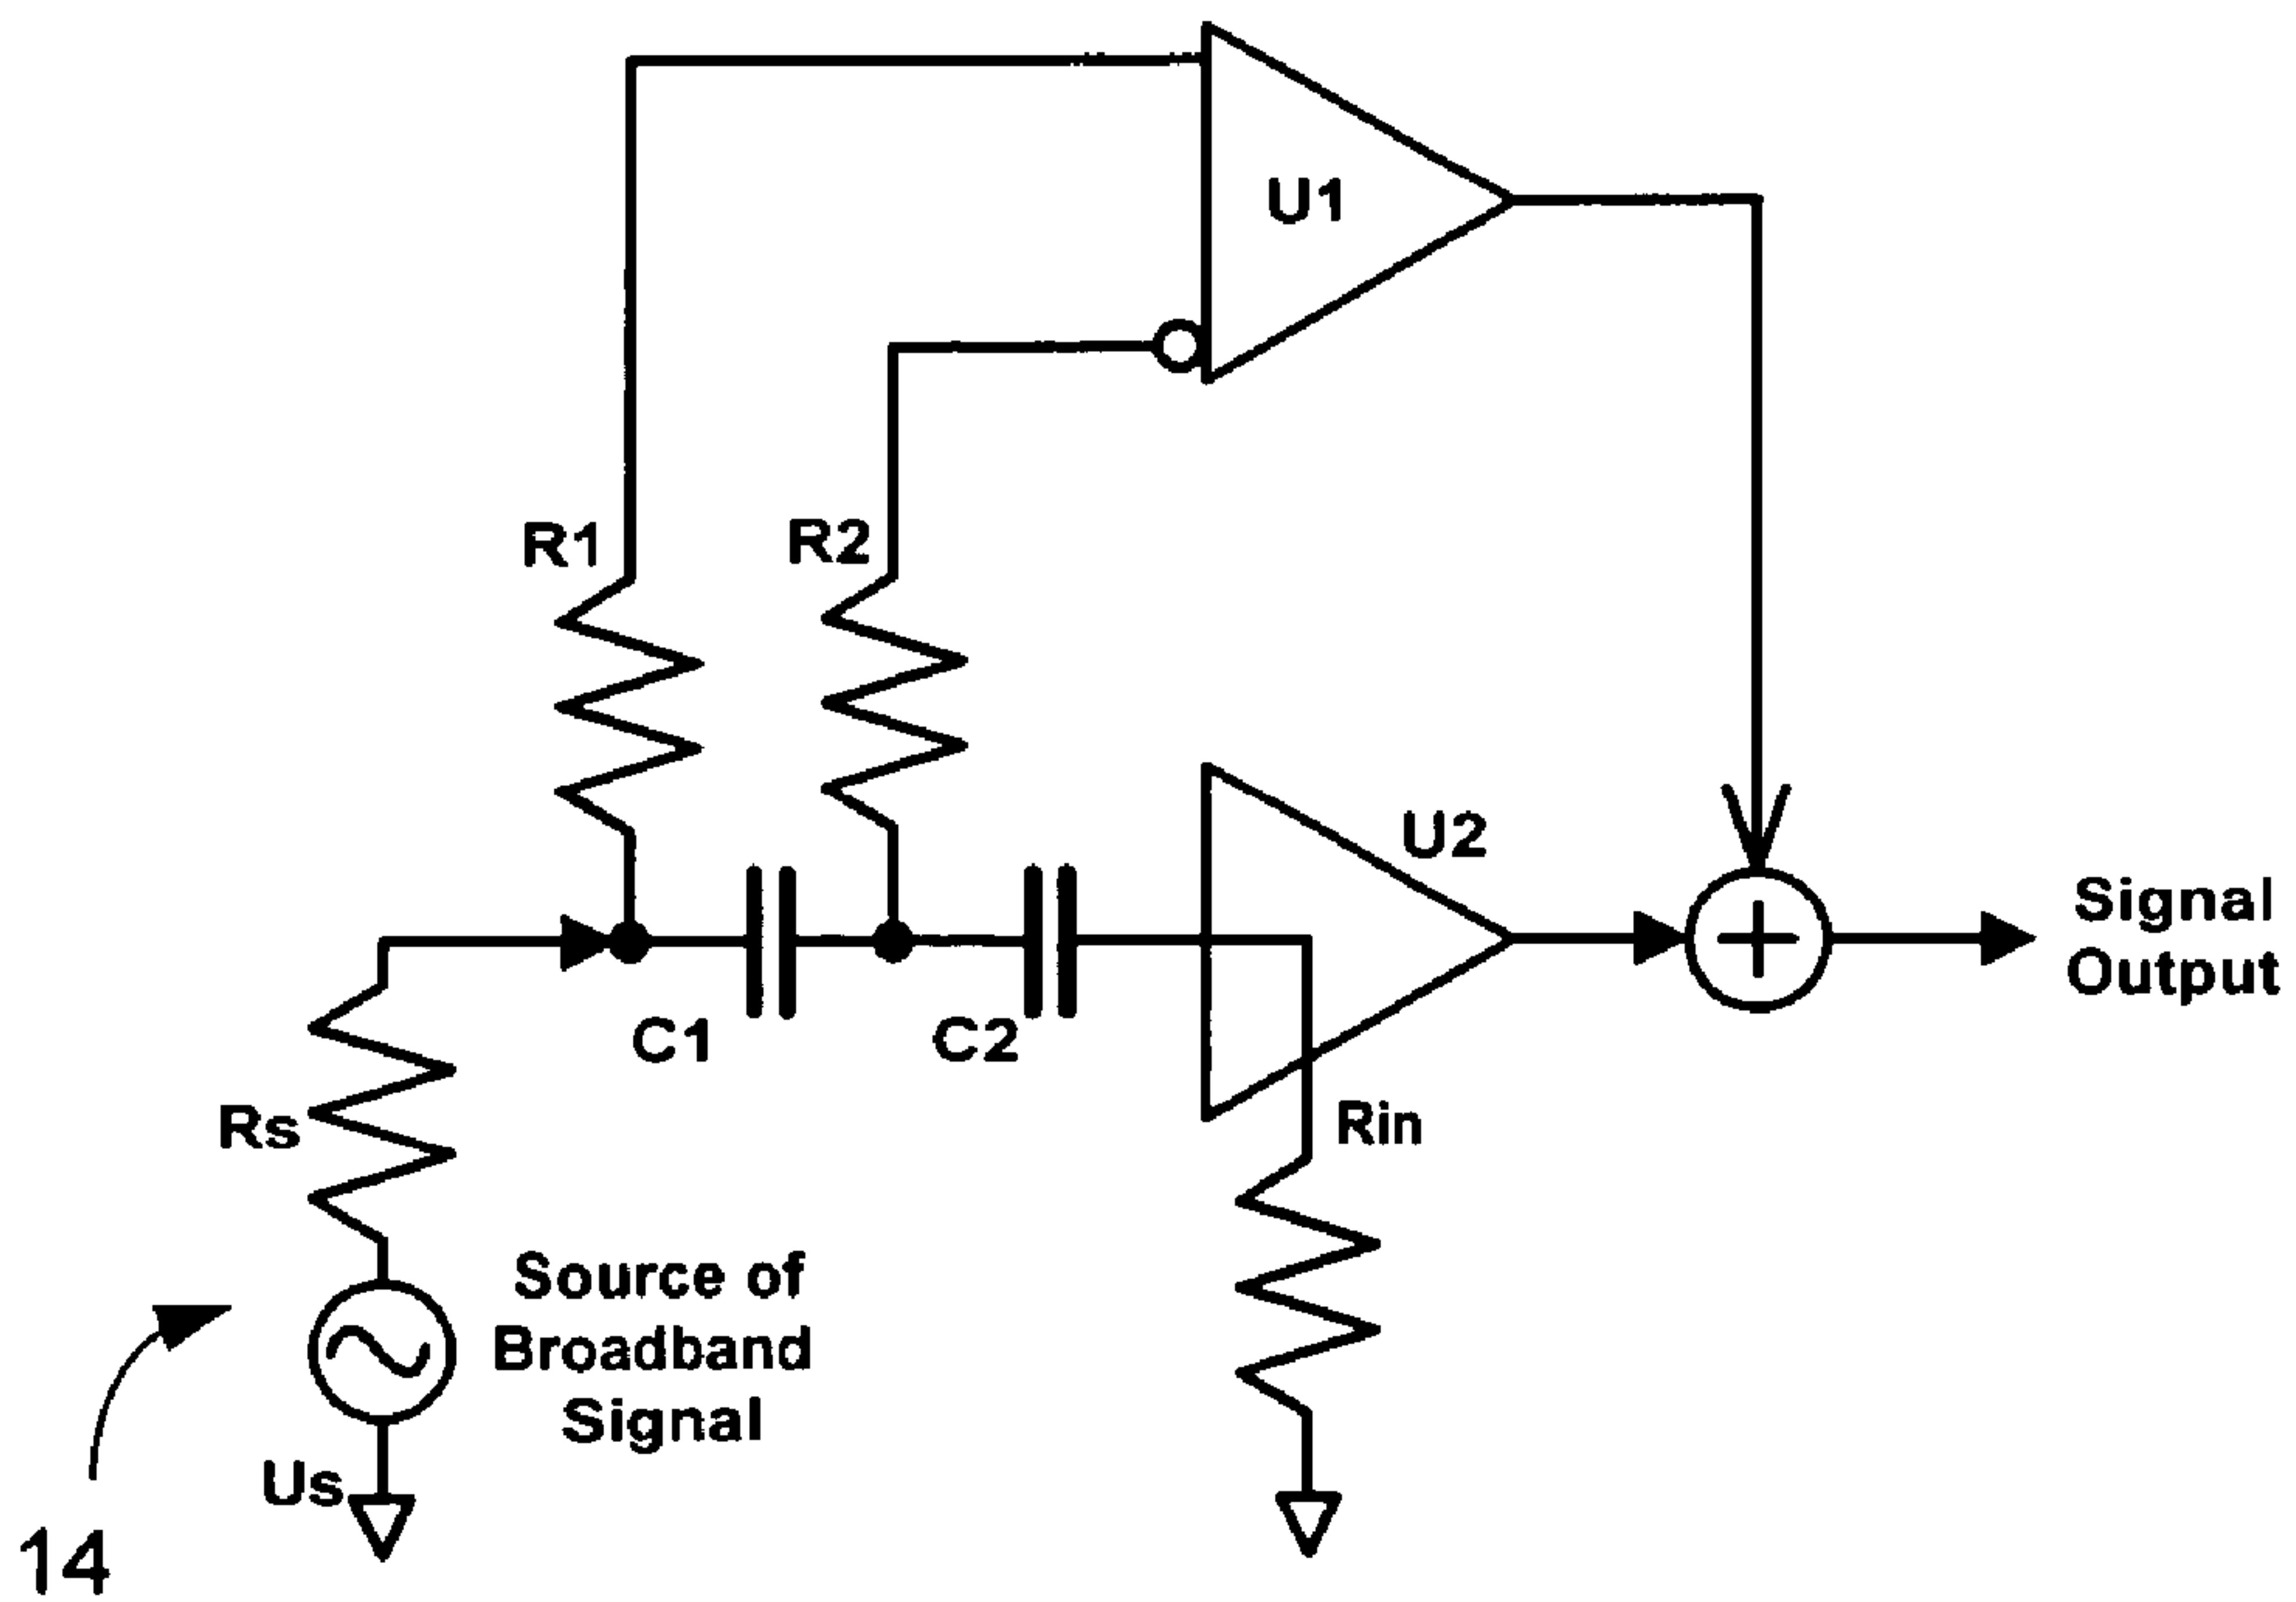 U1
R1
R2
U2
Signal
Output
C1
C2
Rs
Rin
Source of
Broadband
Signal
Us
14